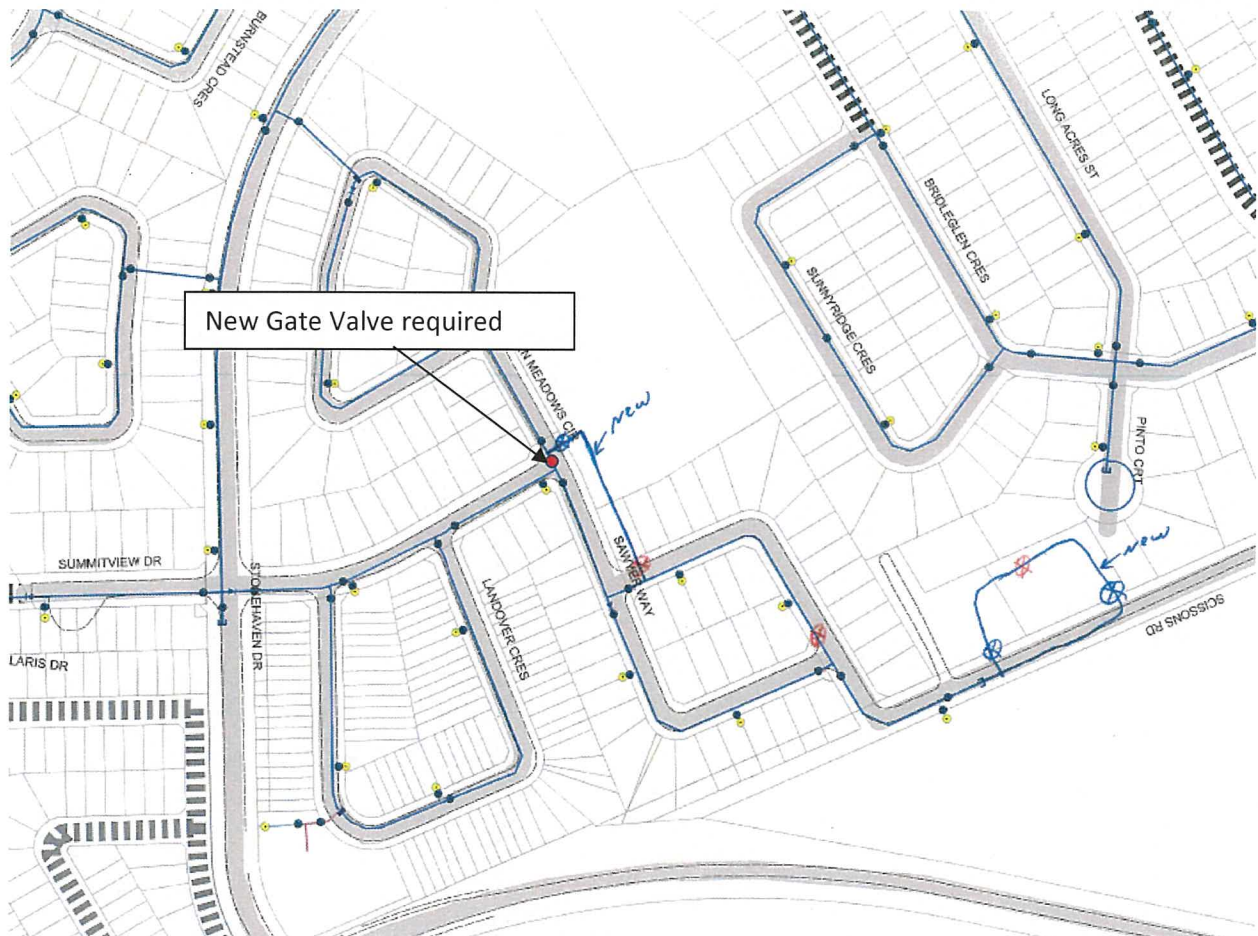 BURNSTEAD CRES
LONG ACRES ST
BRIDLEGLEN CRES
SUNNYRIDGE CRES
New Gate Valve required
N MEADOWS CI
new
PINTO CRT
new
SUMMITVIEW DR
STONEHAVEN DR
SAWYER WAY
LANDOVER CRES
SCISSONS RD
LARIS DR